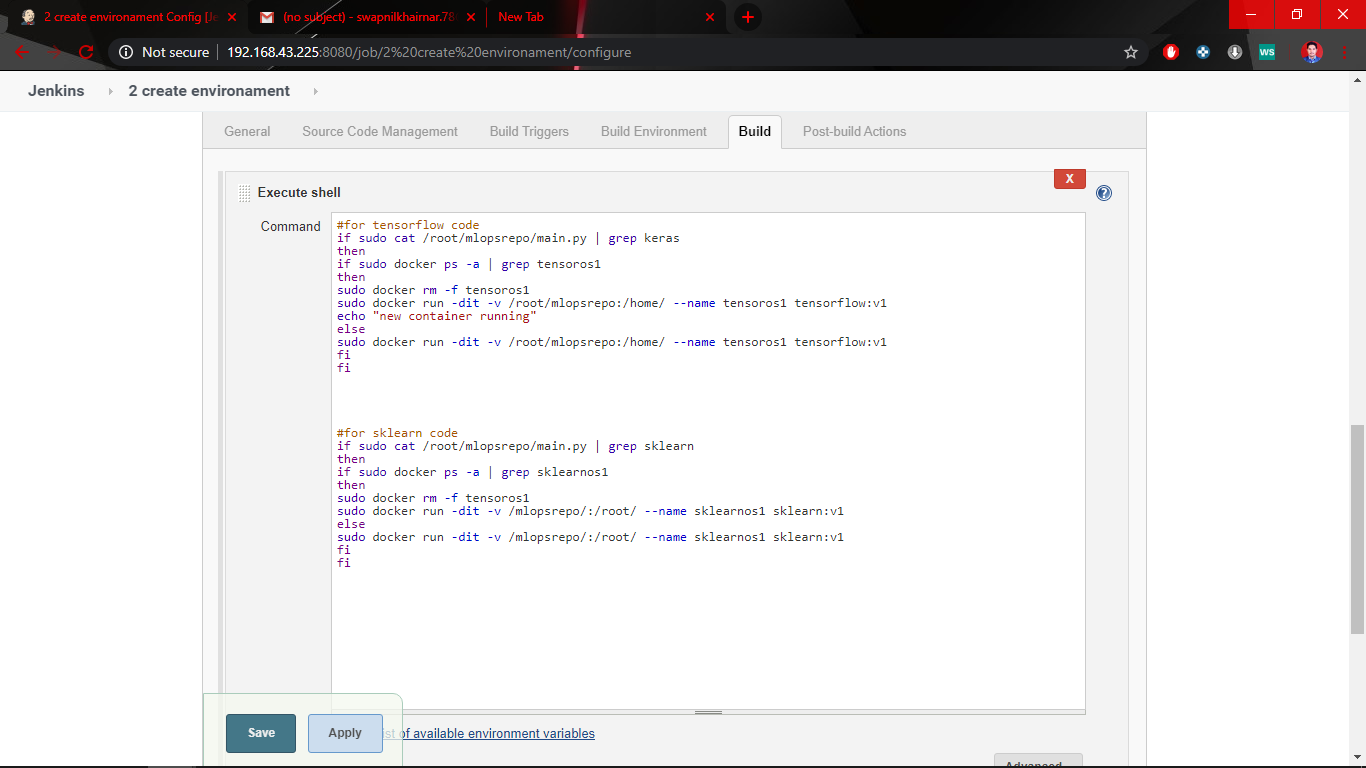 2 create environament Config [Je
(no subject) - swapnilkhairnar.78
New Tab
Not secure
192.168.43.225:8080/job/2%20create%20environament/configure
ws
Jenkins
2 create environament
General
Source Code Management
Build Triggers
Build Environment
Build
Post-build Actions
Execute shell
X
?
Command
#for tensorflow code
if sudo cat /root/mlopsrepo/main.py | grep keras
then
if sudo docker ps -a | grep tensoros1
then
sudo docker rm -f tensoros1
sudo docker run -dit -v /root/mlopsrepo:/home/ --name tensoros1 tensorflow:v1
echo "new container running"
else
sudo docker run -dit -v /root/mlopsrepo:/home/ --name tensoros1 tensorflow:v1
fi
fi
#for sklearn code
if sudo cat /root/mlopsrepo/main.py | grep sklearn
then
if sudo docker ps -a | grep sklearnos1
then
sudo docker rm -f tensoros1
sudo docker run -dit -v /mlopsrepo/:/root/ --name sklearnos1 sklearn:v1
else
sudo docker run -dit -v /mlopsrepo/:/root/ --name sklearnos1 sklearn:v1
fi
fi
Save
Apply
of available environment variables
Advanced